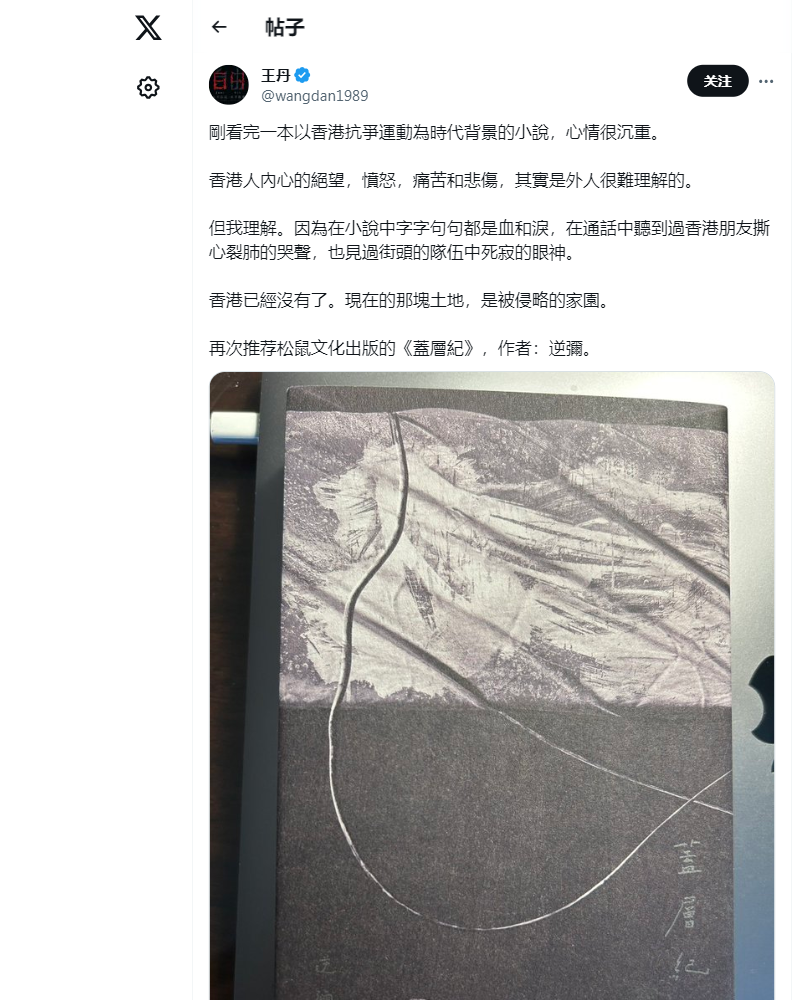 帖子
自由
王丹
@wangdan1989
关注
剛看完一本以香港抗爭運動為時代背景的小說，心情很沉重。
香港人內心的絕望，憤怒，痛苦和悲傷，其實是外人很難理解的。
但我理解。因為在小說中字字句句都是血和淚，在通話中聽到過香港朋友撕
心裂肺的哭聲，也見過街頭的隊伍中死寂的眼神。
香港已經沒有了。現在的那塊土地，是被侵略的家園。
再次推荐松鼠文化出版的《蓋層紀》，作者：逆彌。
蓋層紀
逆